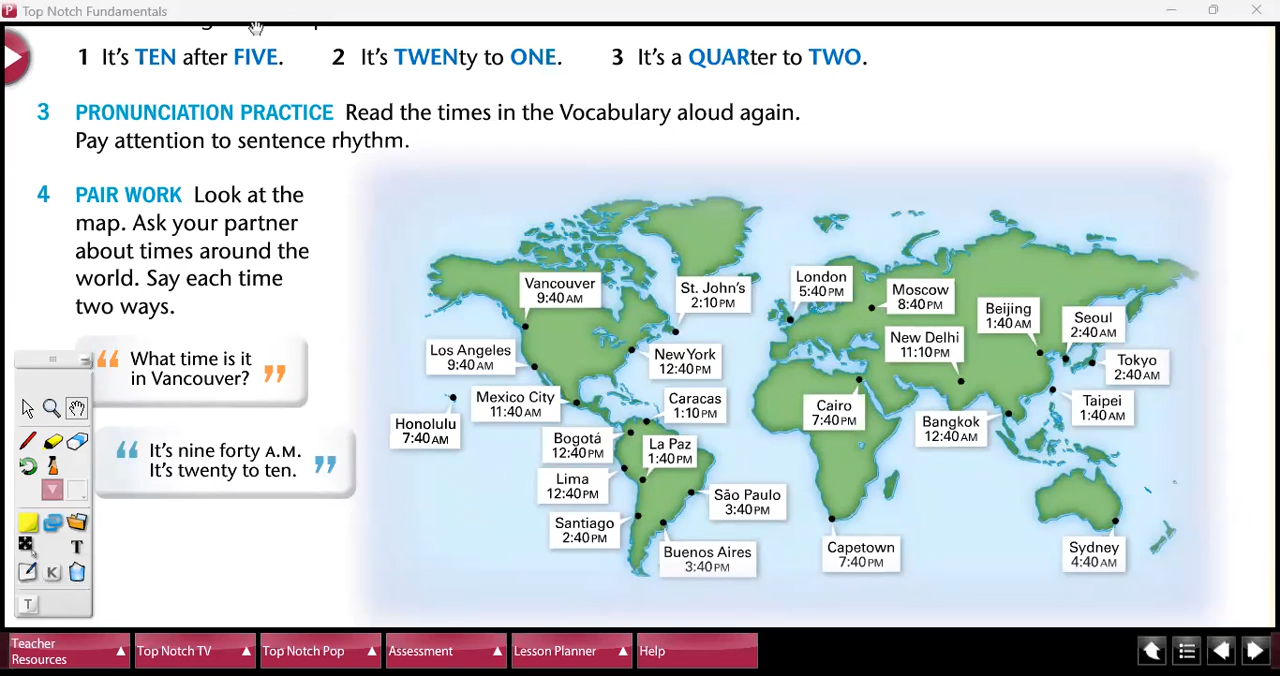 Top Notch Fundamentals
1 It's TEN after FIVE. 2 It's TWENty to ONE. 3 It's a QUARter to TWO.
3 PRONUNCIATION PRACTICE Read the times in the Vocabulary aloud again.
Pay attention to sentence rhythm.
4 PAIR WORK Look at the
map. Ask your partner
about times around the
world. Say each time
two ways.
“ What time is it
in Vancouver? ”
“ It's nine forty A.M.
It's twenty to ten. ”
Vancouver
9:40 AM
St. John's
2:10 PM
London
5:40 PM
Moscow
8:40 PM
Beijing
1:40 AM
Seoul
2:40 AM
Los Angeles
9:40 AM
New York
12:40 PM
New Delhi
11:10 PM
Tokyo
2:40 AM
Honolulu
7:40 AM
Mexico City
11:40 AM
Caracas
1:10 PM
Cairo
7:40 PM
Bangkok
12:40 AM
Taipei
1:40 AM
Bogotá
12:40 PM
La Paz
1:40 PM
Lima
12:40 PM
São Paulo
3:40 PM
Santiago
2:40 PM
Buenos Aires
3:40 PM
Capetown
7:40 PM
Sydney
4:40 AM
T
K
T
Teacher
Resources
Top Notch TV
Top Notch Pop
Assessment
Lesson Planner
Help